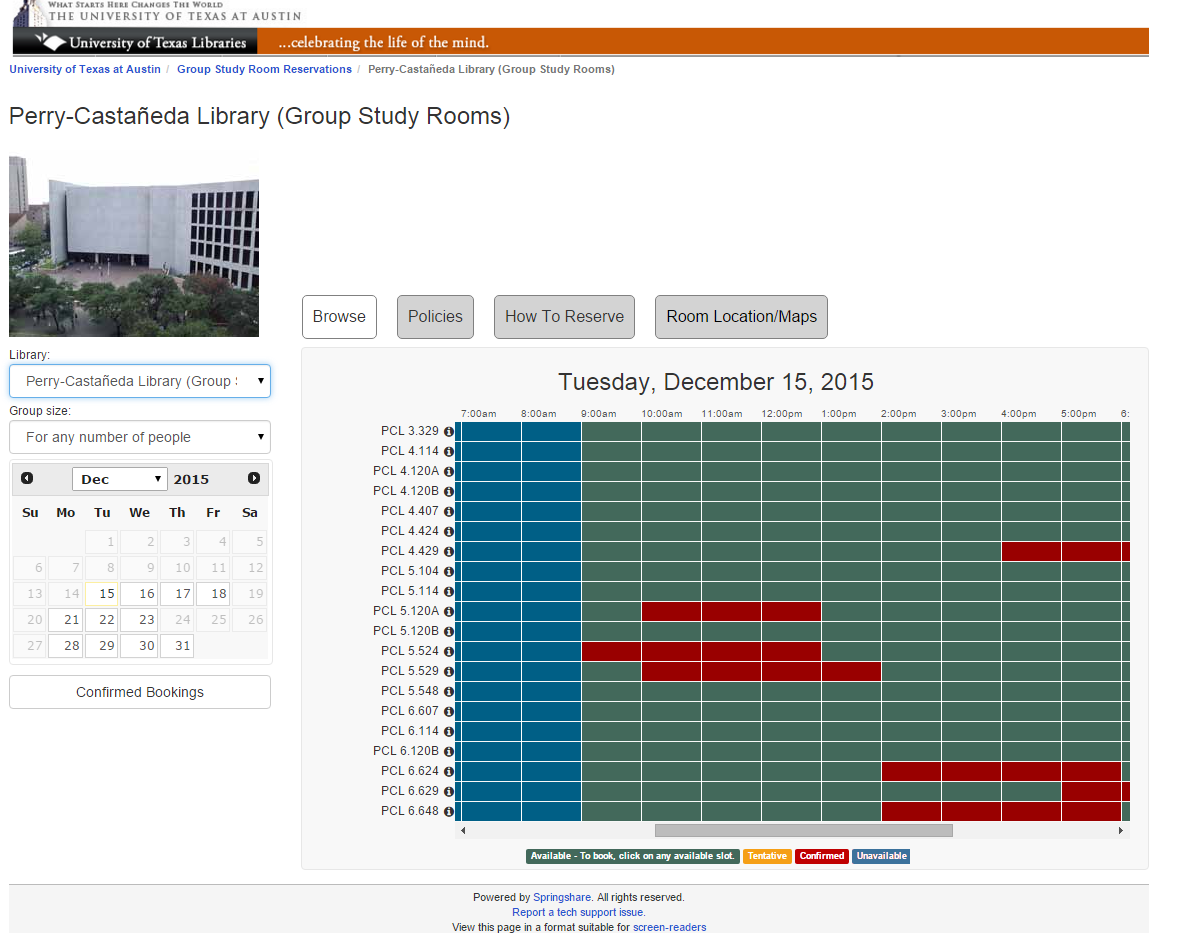 WHAT STARTS HERE CHANGES THE WORLD
THE UNIVERSITY OF TEXAS AT AUSTIN
University of Texas Libraries
...celebrating the life of the mind.
University of Texas at Austin / Group Study Room Reservations / Perry-Castañeda Library (Group Study Rooms)
Perry-Castañeda Library (Group Study Rooms)
Browse
Policies
How To Reserve
Room Location/Maps
Library:
Perry-Castañeda Library (Group
Group size:
For any number of people
Dec 2015
Su Mo Tu We Th Fr Sa
1 2 3 4 5
6 7 8 9 10 11 12
13 14 15 16 17 18 19
20 21 22 23 24 25 26
27 28 29 30 31
Confirmed Bookings
Tuesday, December 15, 2015
7:00am 8:00am 9:00am 10:00am 11:00am 12:00pm 1:00pm 2:00pm 3:00pm 4:00pm 5:00pm 6:
PCL 3.329
PCL 4.114
PCL 4.120A
PCL 4.120B
PCL 4.407
PCL 4.424
PCL 4.429
PCL 5.104
PCL 5.114
PCL 5.120A
PCL 5.120B
PCL 5.524
PCL 5.529
PCL 5.548
PCL 6.607
PCL 6.114
PCL 6.120B
PCL 6.624
PCL 6.629
PCL 6.648
Available - To book, click on any available slot. Tentative Confirmed Unavailable
Powered by Springshare. All rights reserved.
Report a tech support issue.
View this page in a format suitable for screen-readers